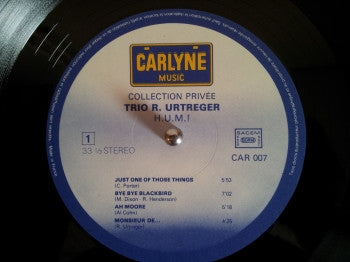 CARLYNE
MUSIC
COLLECTION PRIVÉE
TRIO R. URTREGER
H.U.M.!
1
33 ⅓ STEREO
SACEM
CAR 007
JUST ONE OF THOSE THINGS 5'53
(C. Porter)
BYE BYE BLACKBIRD 7'02
(M. Dixon - R. Henderson)
AH MOORE 5'18
(Al Cohn)
MONSIEUR DE... 4'35
(R. Urtreger)